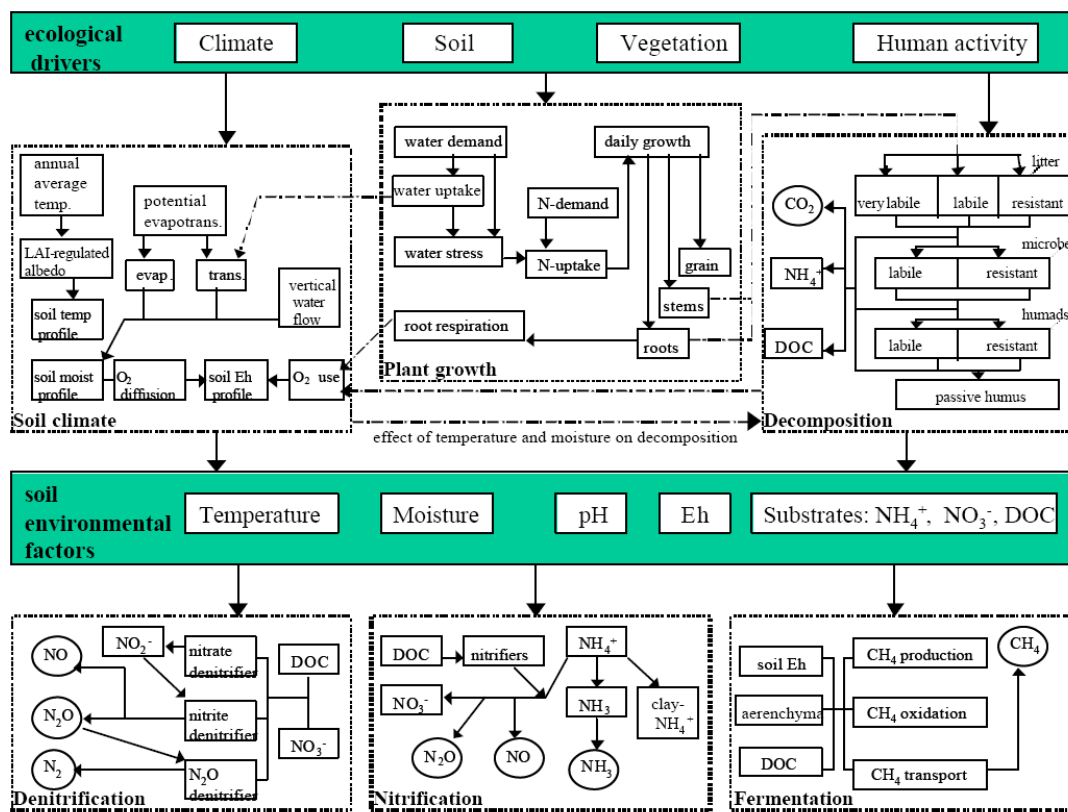 ecological
drivers
Climate
Soil
Vegetation
Human activity
annual
average
temp.
potential
evapotrans.
LAI-regulated
albedo
evap.
trans.
vertical
water
flow
soil temp
profile
soil moist
profile
O₂
diffusion
soil Eh
profile
O₂ use
Soil climate
water demand
daily growth
water uptake
N-demand
water stress
N-uptake
grain
stems
root respiration
roots
Plant growth
litter
very labile
labile
resistant
CO₂
microbe
labile
resistant
NH₄⁺
humads
labile
resistant
DOC
passive humus
Decomposition
effect of temperature and moisture on decomposition
soil
environmental
factors
Temperature
Moisture
pH
Eh
Substrates: NH₄⁺, NO₃⁻, DOC
NO
NO₂⁻
nitrate
denitrifier
DOC
N₂O
nitrite
denitrifier
NO₃⁻
N₂
N₂O
denitrifier
Denitrification
DOC
nitrifiers
NH₄⁺
NO₃⁻
NH₃
clay-
NH₄⁺
N₂O
NO
NH₃
Nitrification
soil Eh
CH₄ production
CH₄
aerenchyma
CH₄ oxidation
DOC
CH₄ transport
Fermentation